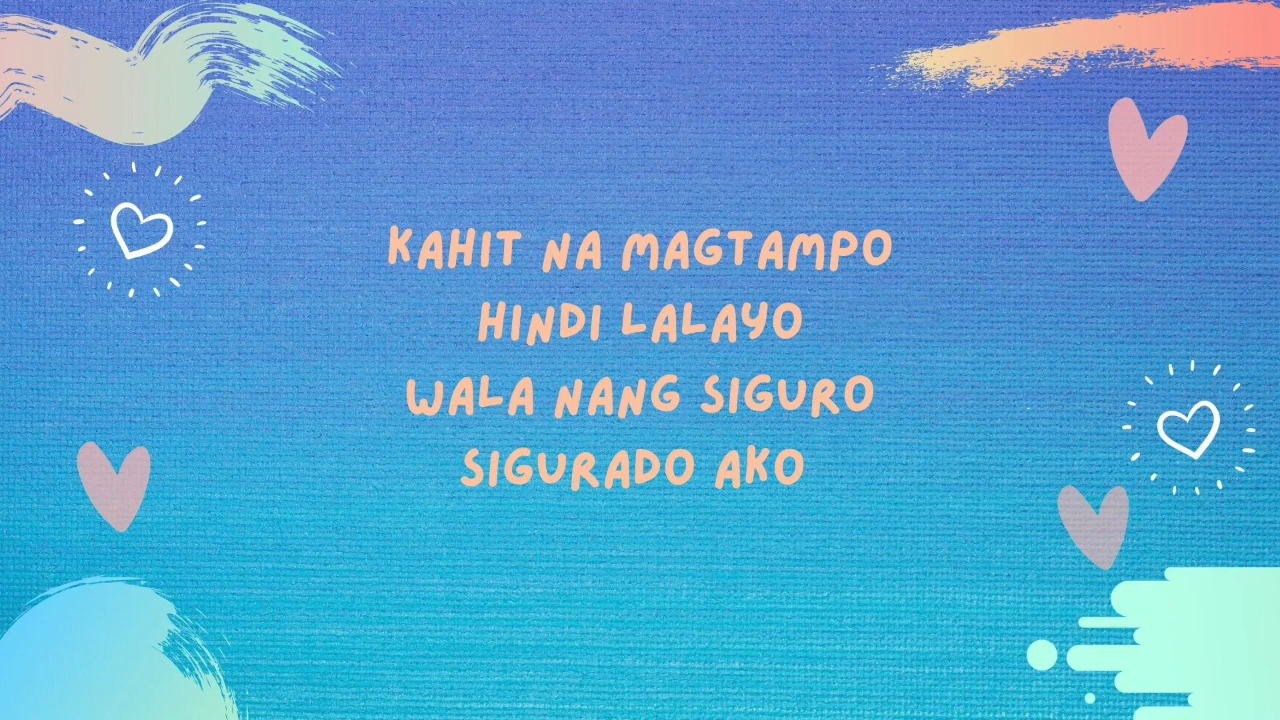 KAHIT NA MAGTAMPO
HINDI LALAYO
WALA NANG SIGURO
SIGURADO AKO